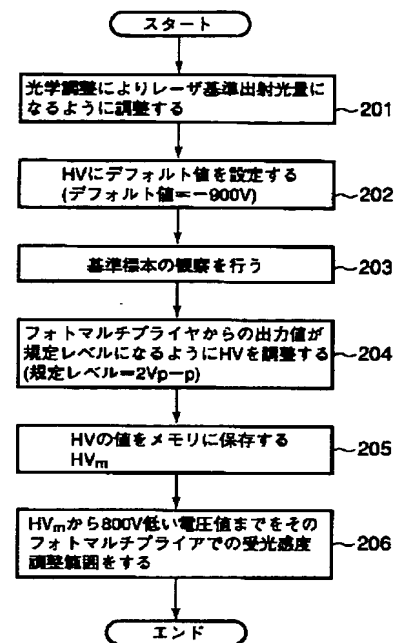 スタート
光学調整によりレーザ基準出射光量に
なるように調整する
201
HVにデフォルト値を設定する
(デフォルト値=−900V)
202
基準標本の観察を行う
203
フォトマルチプライヤからの出力値が
規定レベルになるようにHVを調整する
(規定レベル=2Vp−p)
204
HVの値をメモリに保存する
HVm
205
HVmから800V低い電圧値までをその
フォトマルチプライアでの受光感度
調整範囲をする
206
エンド